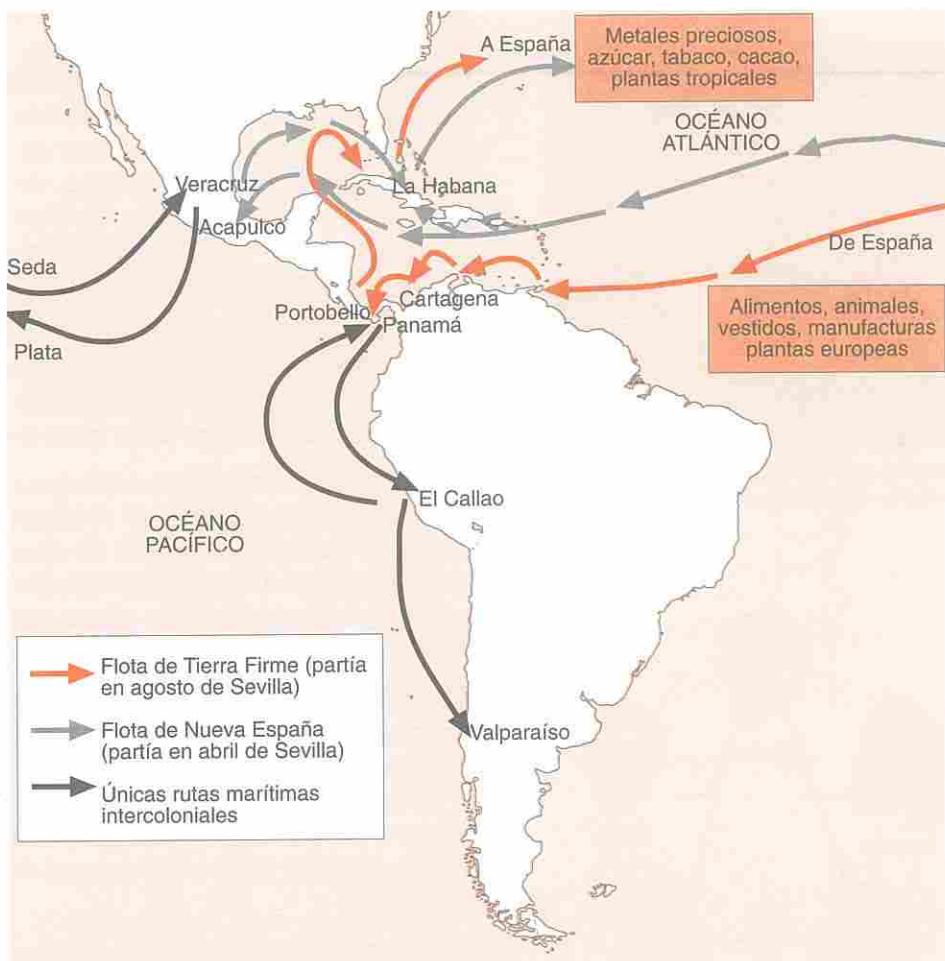 A España
Metales preciosos,
azúcar, tabaco, cacao,
plantas tropicales
OCÉANO
ATLÁNTICO
Veracruz
La Habana
Acapulco
De España
Seda
Cartagena
Portobello
Panamá
Alimentos, animales,
vestidos, manufacturas
plantas europeas
Plata
El Callao
OCÉANO
PACÍFICO
Flota de Tierra Firme (partía
en agosto de Sevilla)
Flota de Nueva España
(partía en abril de Sevilla)
Únicas rutas marítimas
intercoloniales
Valparaíso